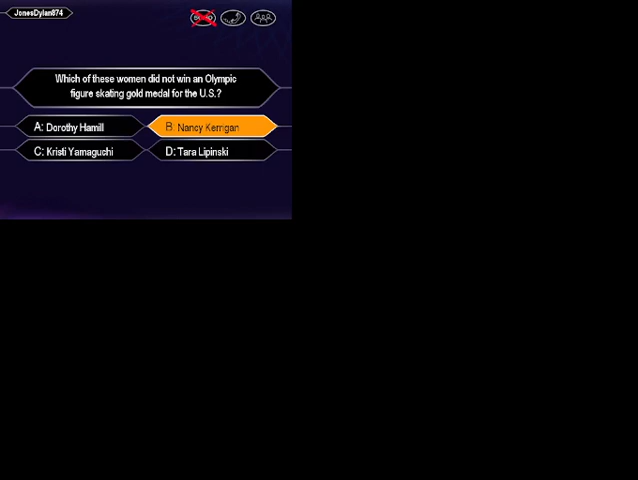 JonesDylan874
Which of these women did not win an Olympic
figure skating gold medal for the U.S.?
A: Dorothy Hamill
B: Nancy Kerrigan
C: Kristi Yamaguchi
D: Tara Lipinski